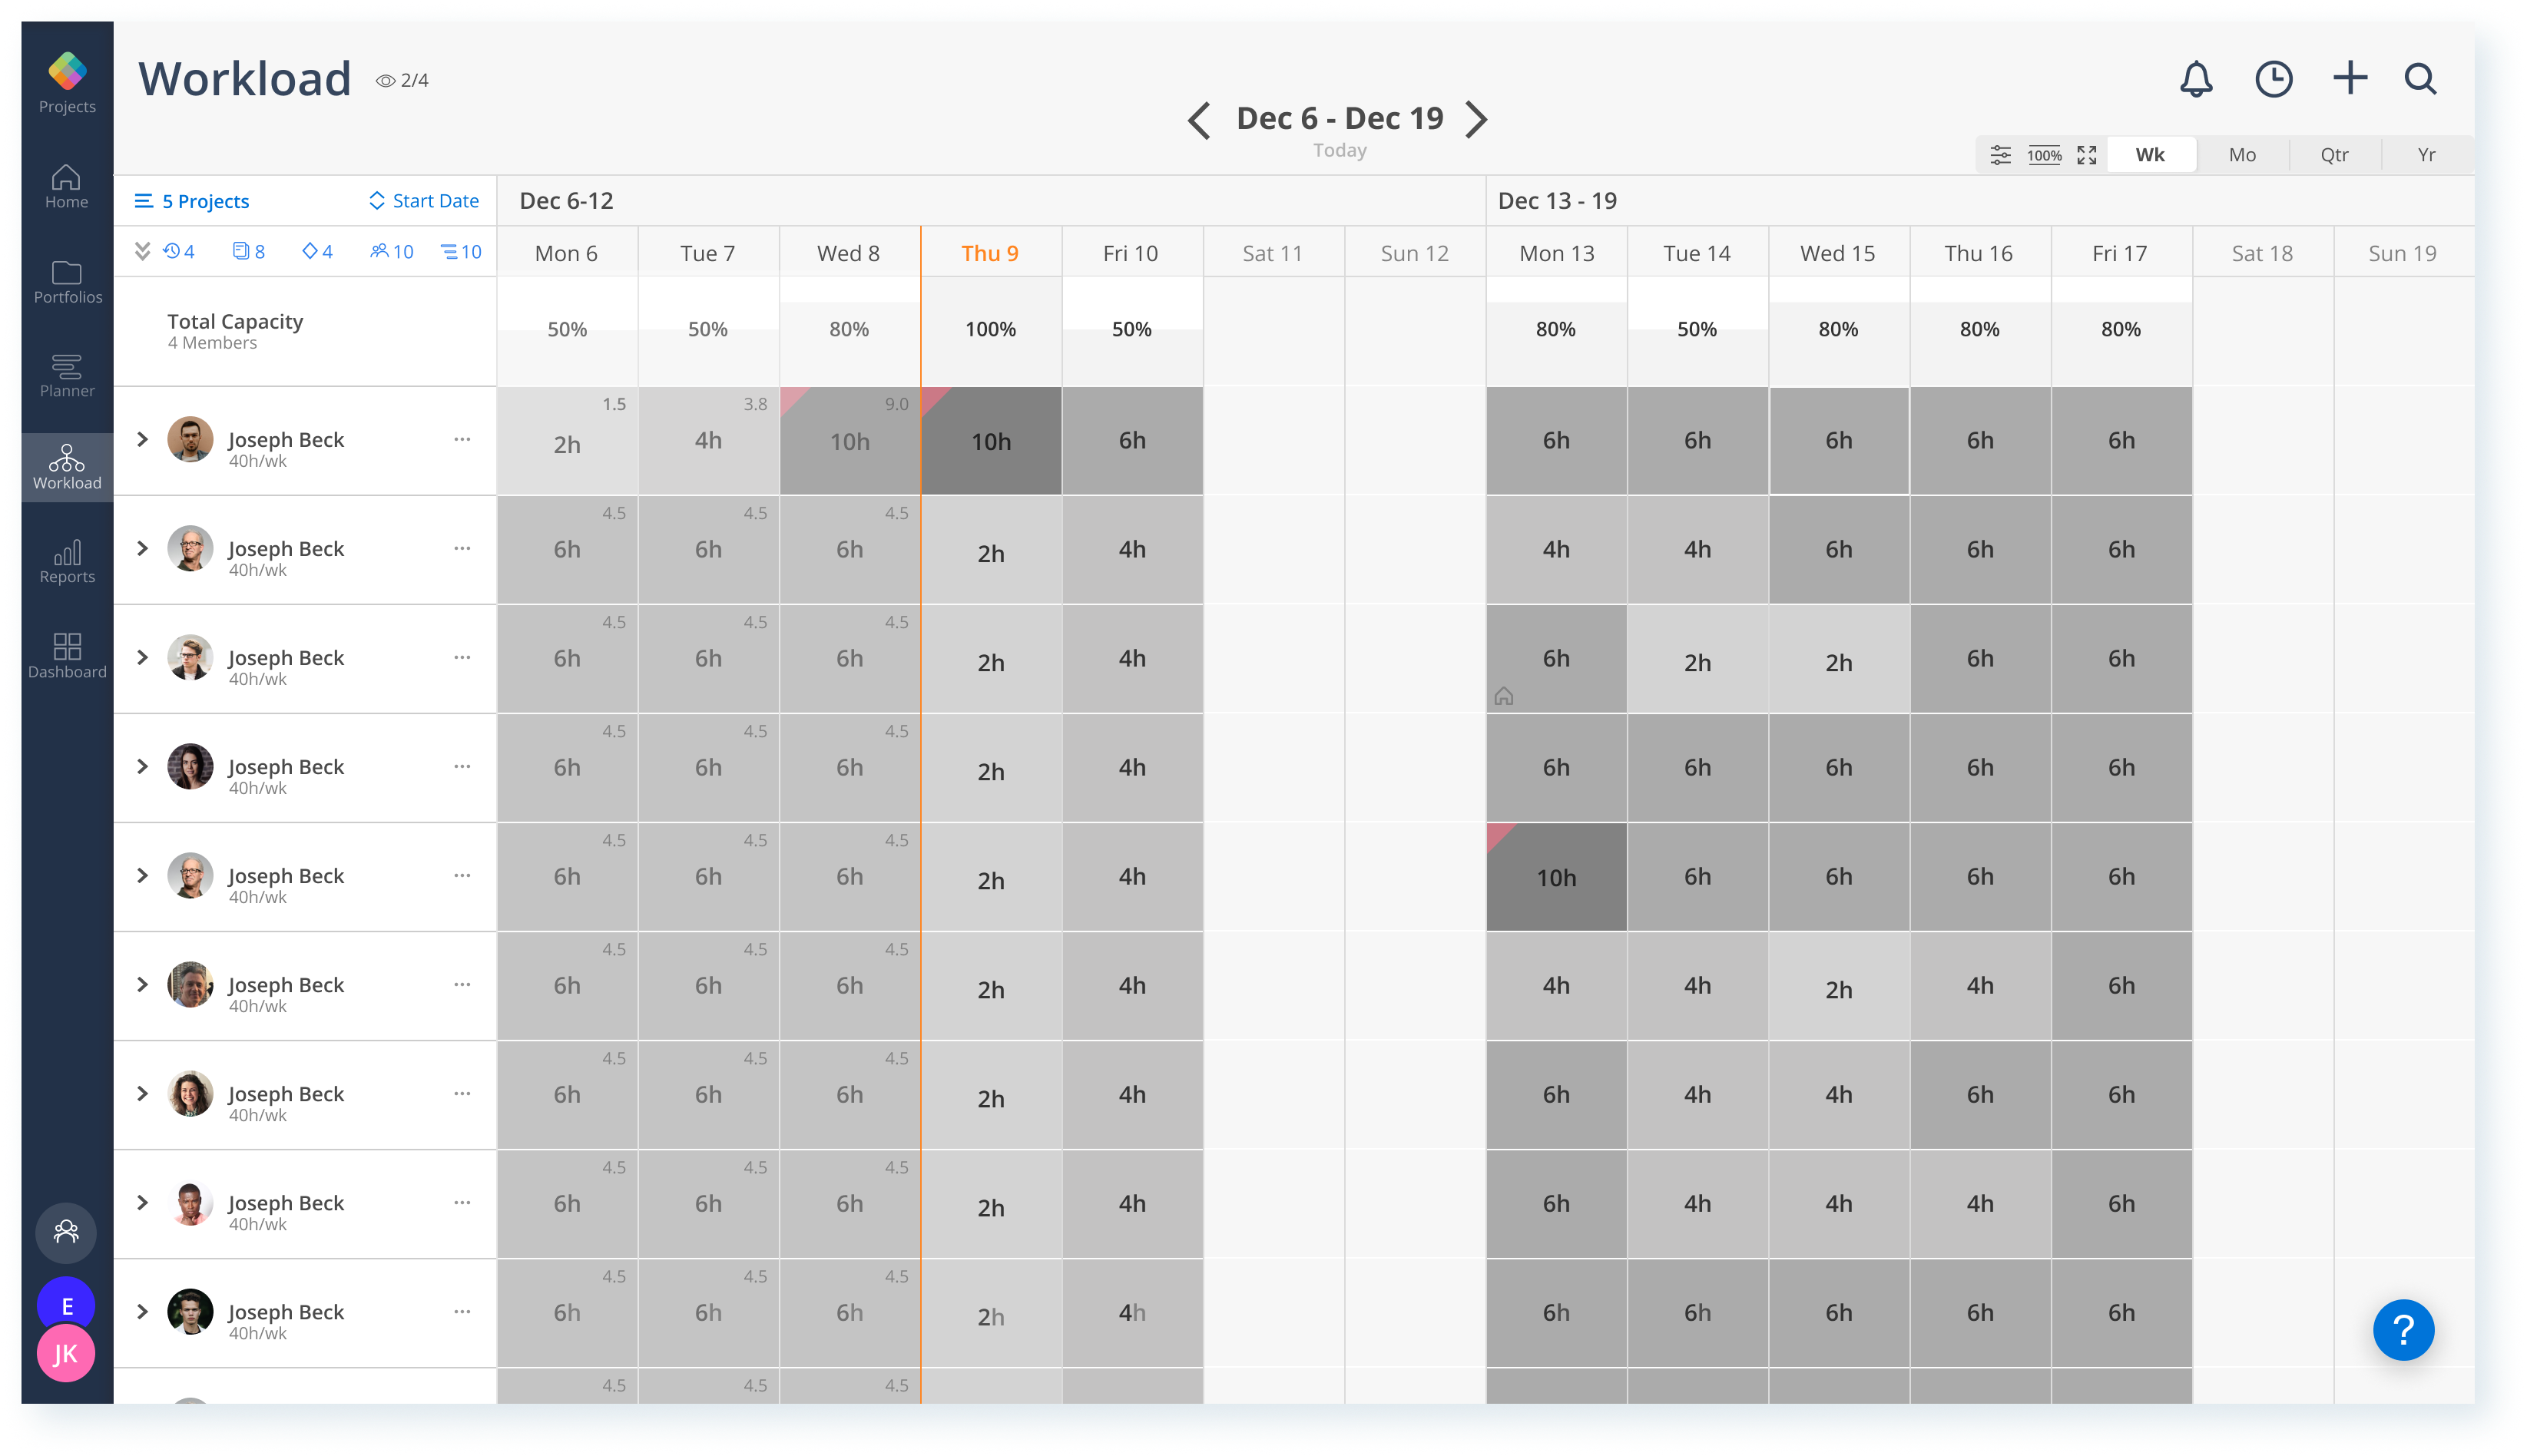 Projects
Home
Portfolios
Planner
Workload
Reports
Dashboard
E
JK
Workload 2/4
Dec 6 - Dec 19
Today
100% Wk Mo Qtr Yr
5 Projects Start Date Dec 6-12 Dec 13 - 19
4 8 4 10 10 Mon 6 Tue 7 Wed 8 Thu 9 Fri 10 Sat 11 Sun 12 Mon 13 Tue 14 Wed 15 Thu 16 Fri 17 Sat 18 Sun 19
Total Capacity 50% 50% 80% 100% 50% 80% 50% 80% 80% 80%
4 Members
1.5 3.8 9.0
Joseph Beck 2h 4h 10h 10h 6h 6h 6h 6h 6h 6h
40h/wk
4.5 4.5 4.5
Joseph Beck 6h 6h 6h 2h 4h 4h 4h 6h 6h 6h
40h/wk
4.5 4.5 4.5
Joseph Beck 6h 6h 6h 2h 4h 6h 2h 2h 6h 6h
40h/wk
4.5 4.5 4.5
Joseph Beck 6h 6h 6h 2h 4h 6h 6h 6h 6h 6h
40h/wk
4.5 4.5 4.5
Joseph Beck 6h 6h 6h 2h 4h 10h 6h 6h 6h 6h
40h/wk
4.5 4.5 4.5
Joseph Beck 6h 6h 6h 2h 4h 4h 4h 2h 4h 6h
40h/wk
4.5 4.5 4.5
Joseph Beck 6h 6h 6h 2h 4h 6h 4h 4h 6h 6h
40h/wk
4.5 4.5 4.5
Joseph Beck 6h 6h 6h 2h 4h 6h 4h 4h 4h 6h
40h/wk
4.5 4.5 4.5
Joseph Beck 6h 6h 6h 2h 4h 6h 6h 6h 6h 6h
40h/wk
4.5 4.5 4.5
?